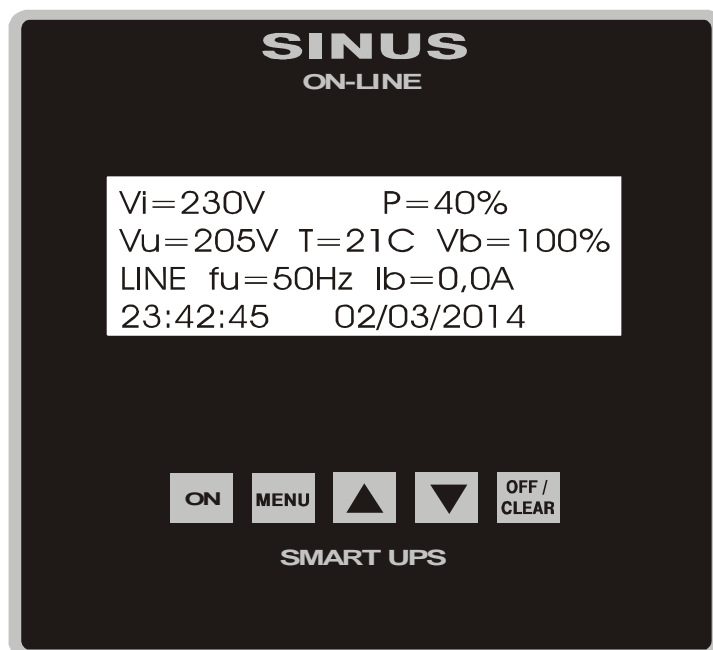 SINUS
ON-LINE
Vi=230V P=40%
Vu=205V T=21C Vb=100%
LINE fu=50Hz Ib=0,0A
23:42:45 02/03/2014
ON MENU OFF / CLEAR
SMART UPS